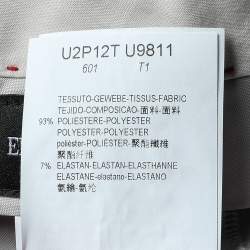 U2P12T U9811
601 T1
TESSUTO-GEWEBE-TISSUS-FABRIC
TEJIDO-COMPOSICAO-面料-面料
93% POLIESTERE-POLYESTER
POLYESTER-POLYESTER
poliéster-POLIÉSTER-聚酯纖維
聚酯纤维
7% ELASTAN-ELASTAN-ELASTHANNE
ELASTANE-elastano-ELASTANO
氨綸-氨纶